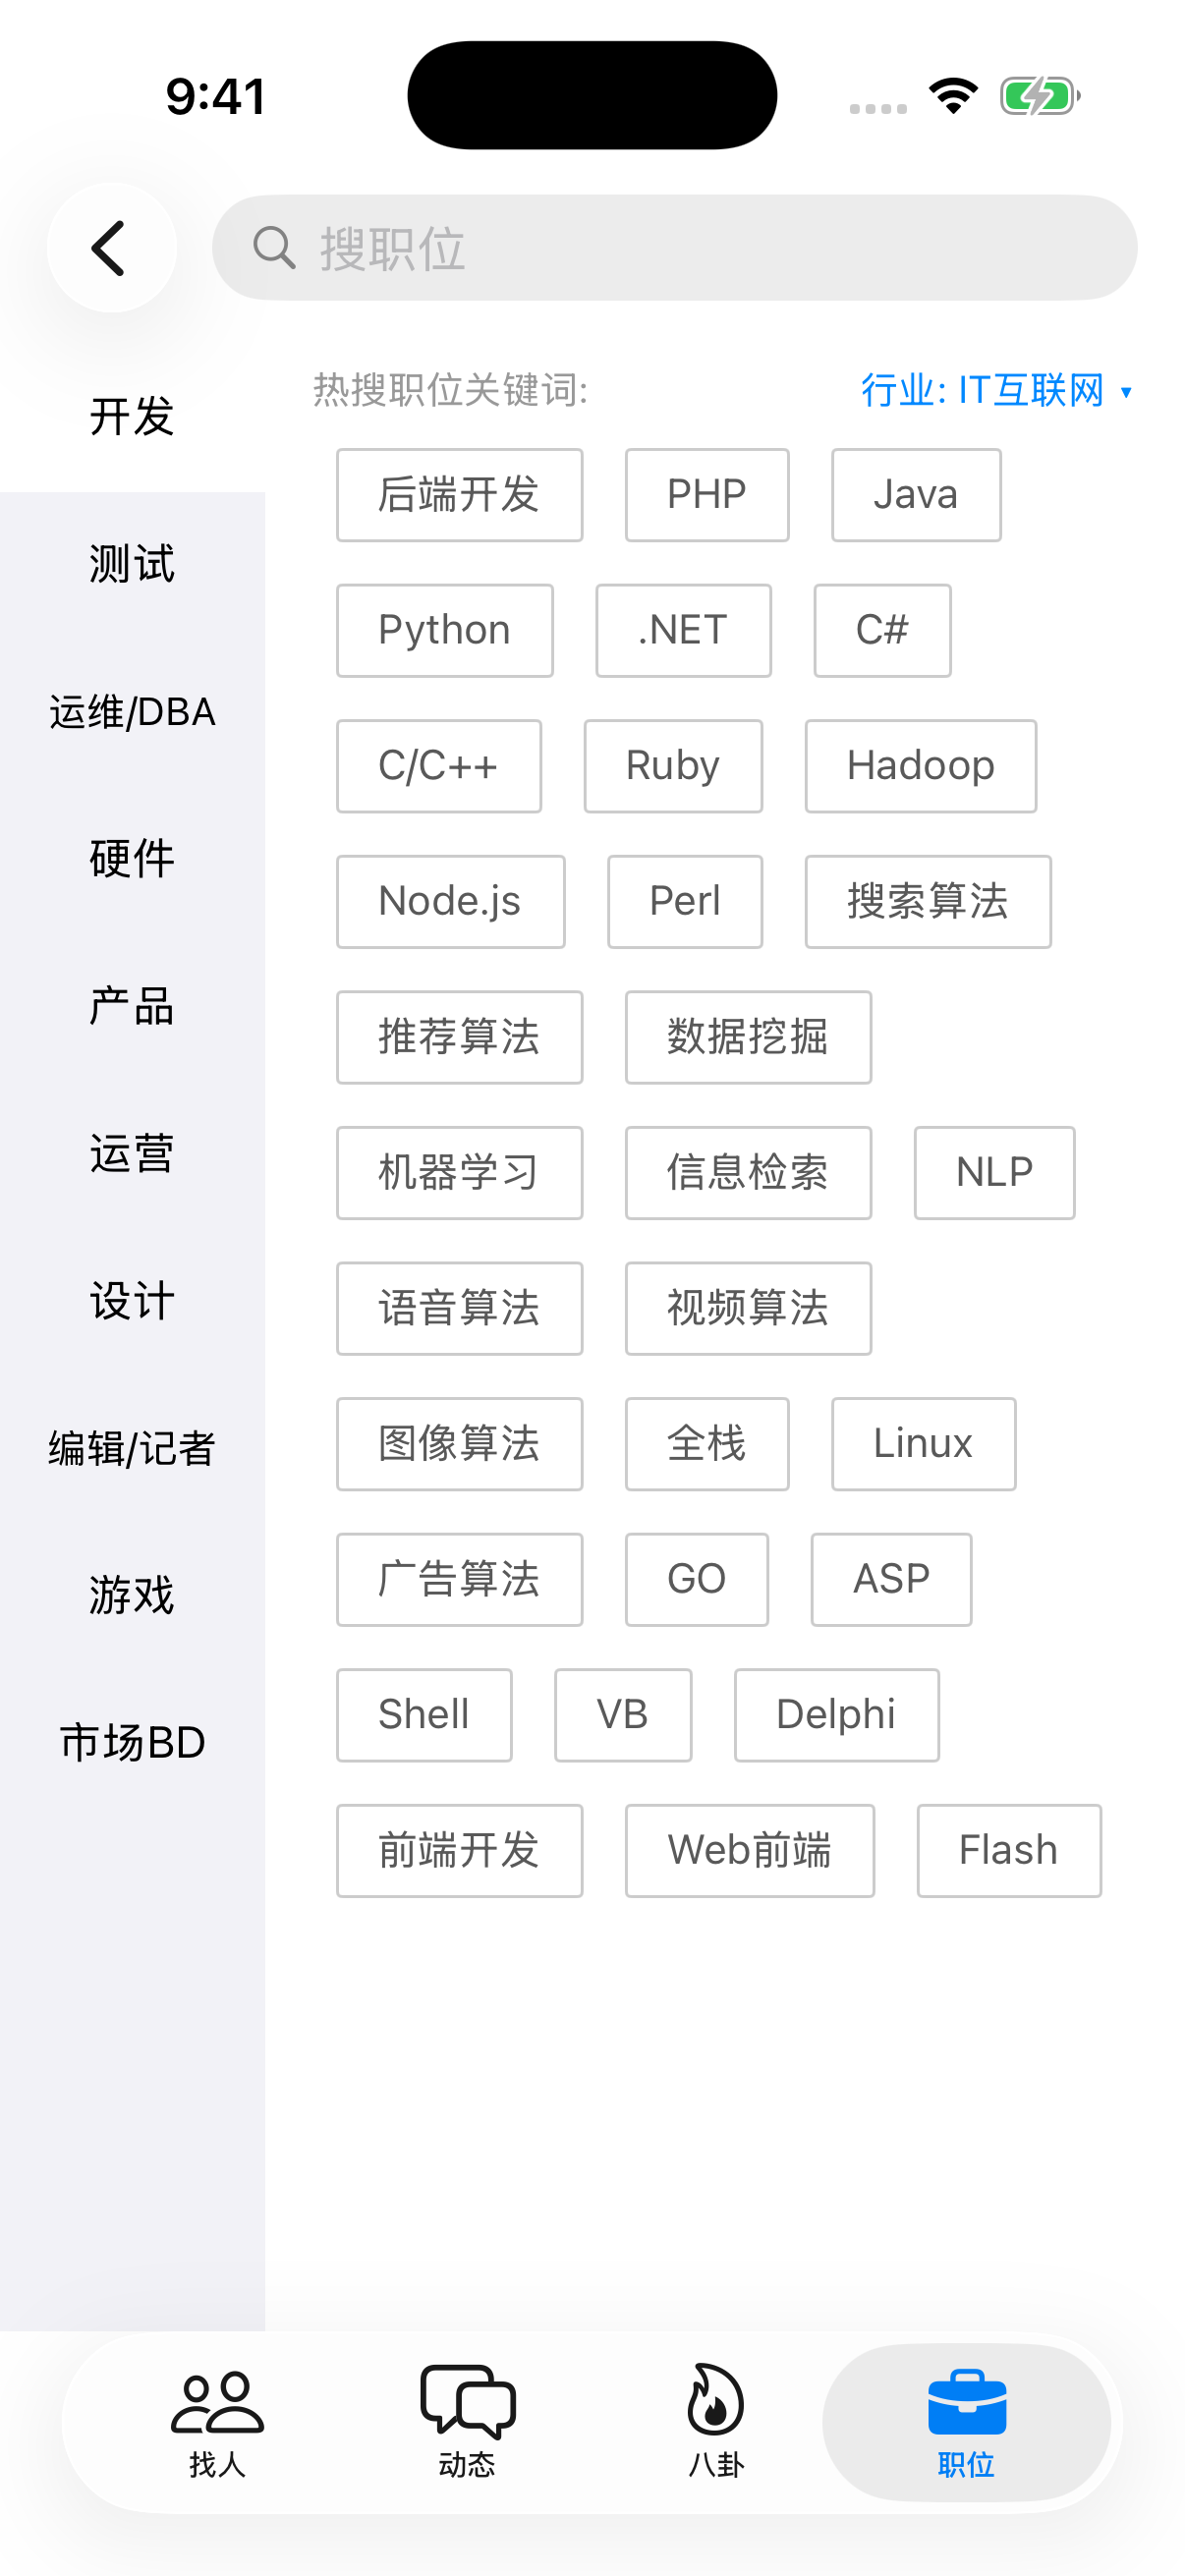 9:41
搜职位
热搜职位关键词: 行业: IT互联网 ▾
开发
测试
运维/DBA
硬件
产品
运营
设计
编辑/记者
游戏
市场BD
后端开发 PHP Java
Python .NET C#
C/C++ Ruby Hadoop
Node.js Perl 搜索算法
推荐算法 数据挖掘
机器学习 信息检索 NLP
语音算法 视频算法
图像算法 全栈 Linux
广告算法 GO ASP
Shell VB Delphi
前端开发 Web前端 Flash
找人 动态 八卦 职位